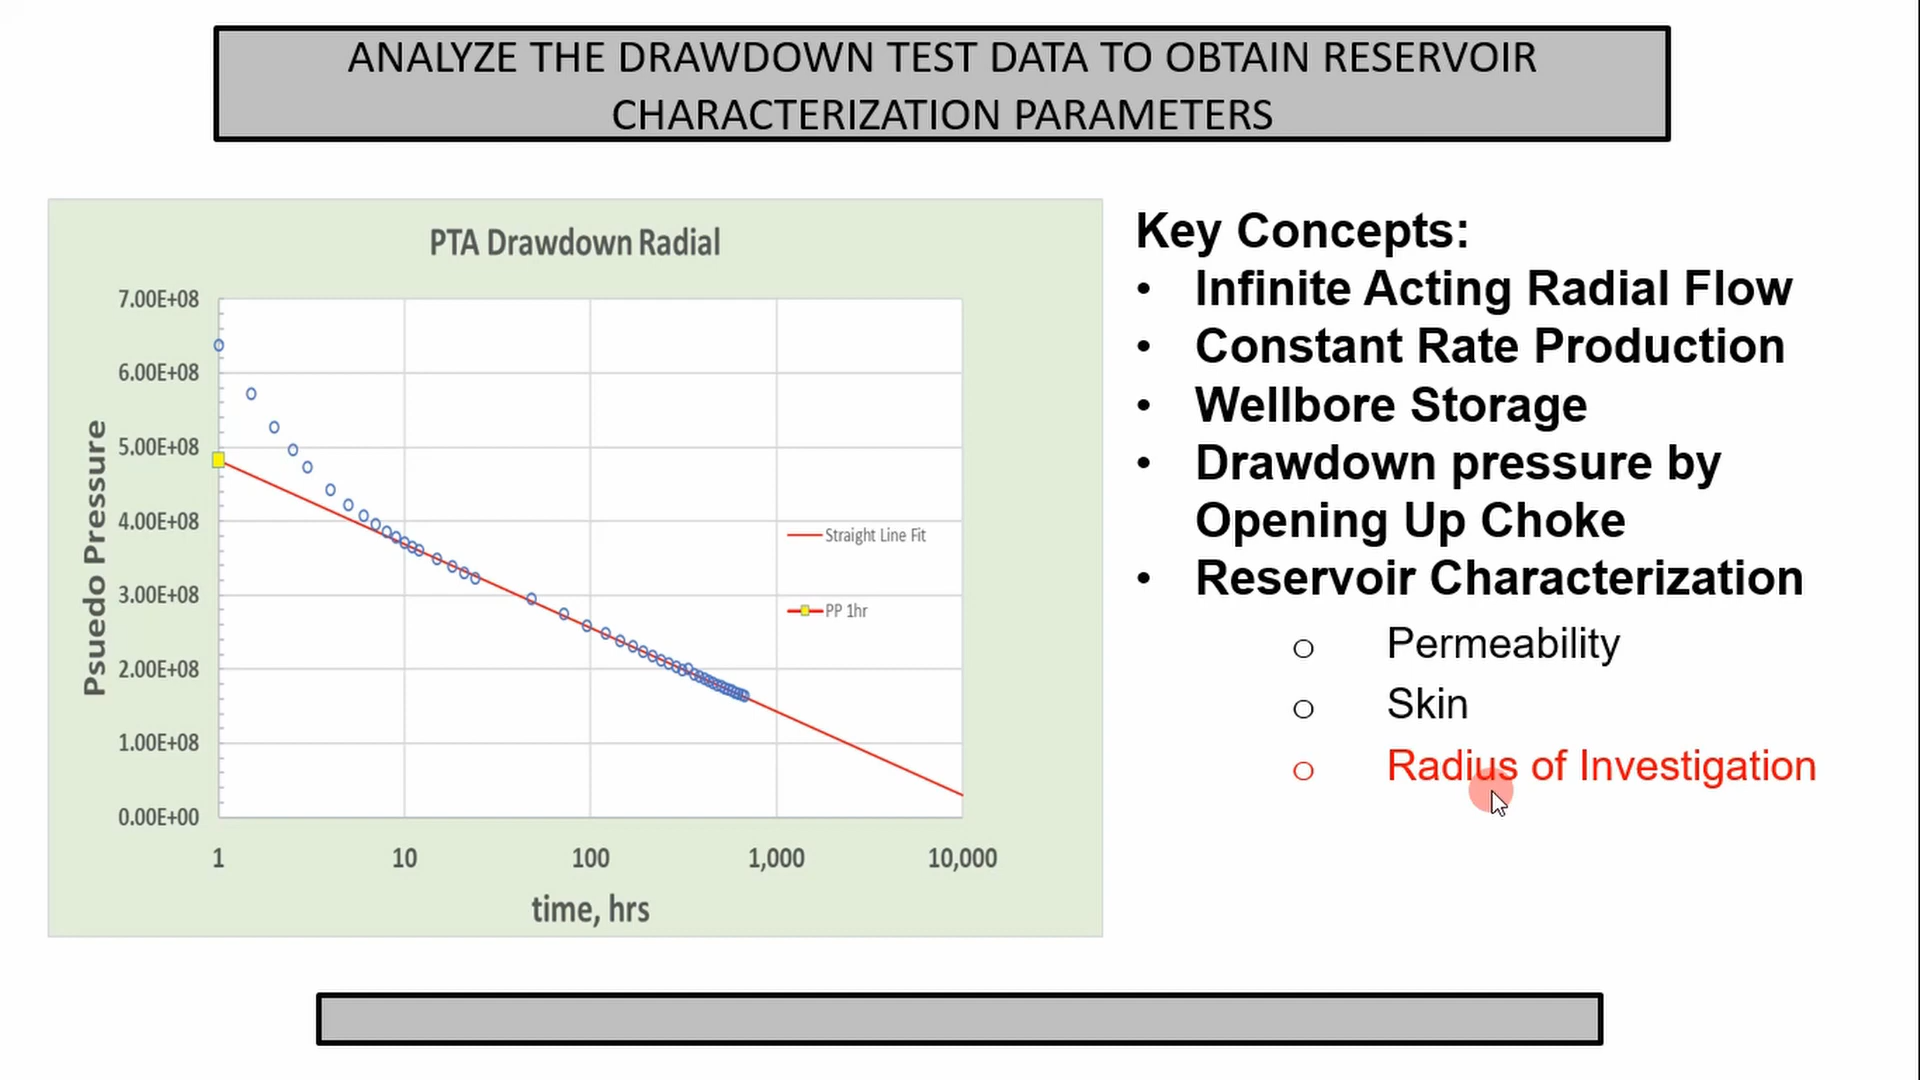 ANALYZE THE DRAWDOWN TEST DATA TO OBTAIN RESERVOIR
CHARACTERIZATION PARAMETERS
PTA Drawdown Radial
7.00E+08
6.00E+08
5.00E+08
4.00E+08
3.00E+08
2.00E+08
1.00E+08
0.00E+00
Psuedo Pressure
Straight Line Fit
PP 1hr
1 10 100 1,000 10,000
time, hrs
Key Concepts:
• Infinite Acting Radial Flow
• Constant Rate Production
• Wellbore Storage
• Drawdown pressure by
Opening Up Choke
• Reservoir Characterization
o Permeability
o Skin
o Radius of Investigation